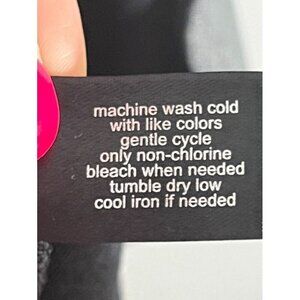 machine wash cold
with like colors
gentle cycle
only non-chlorine
bleach when needed
tumble dry low
cool iron if needed